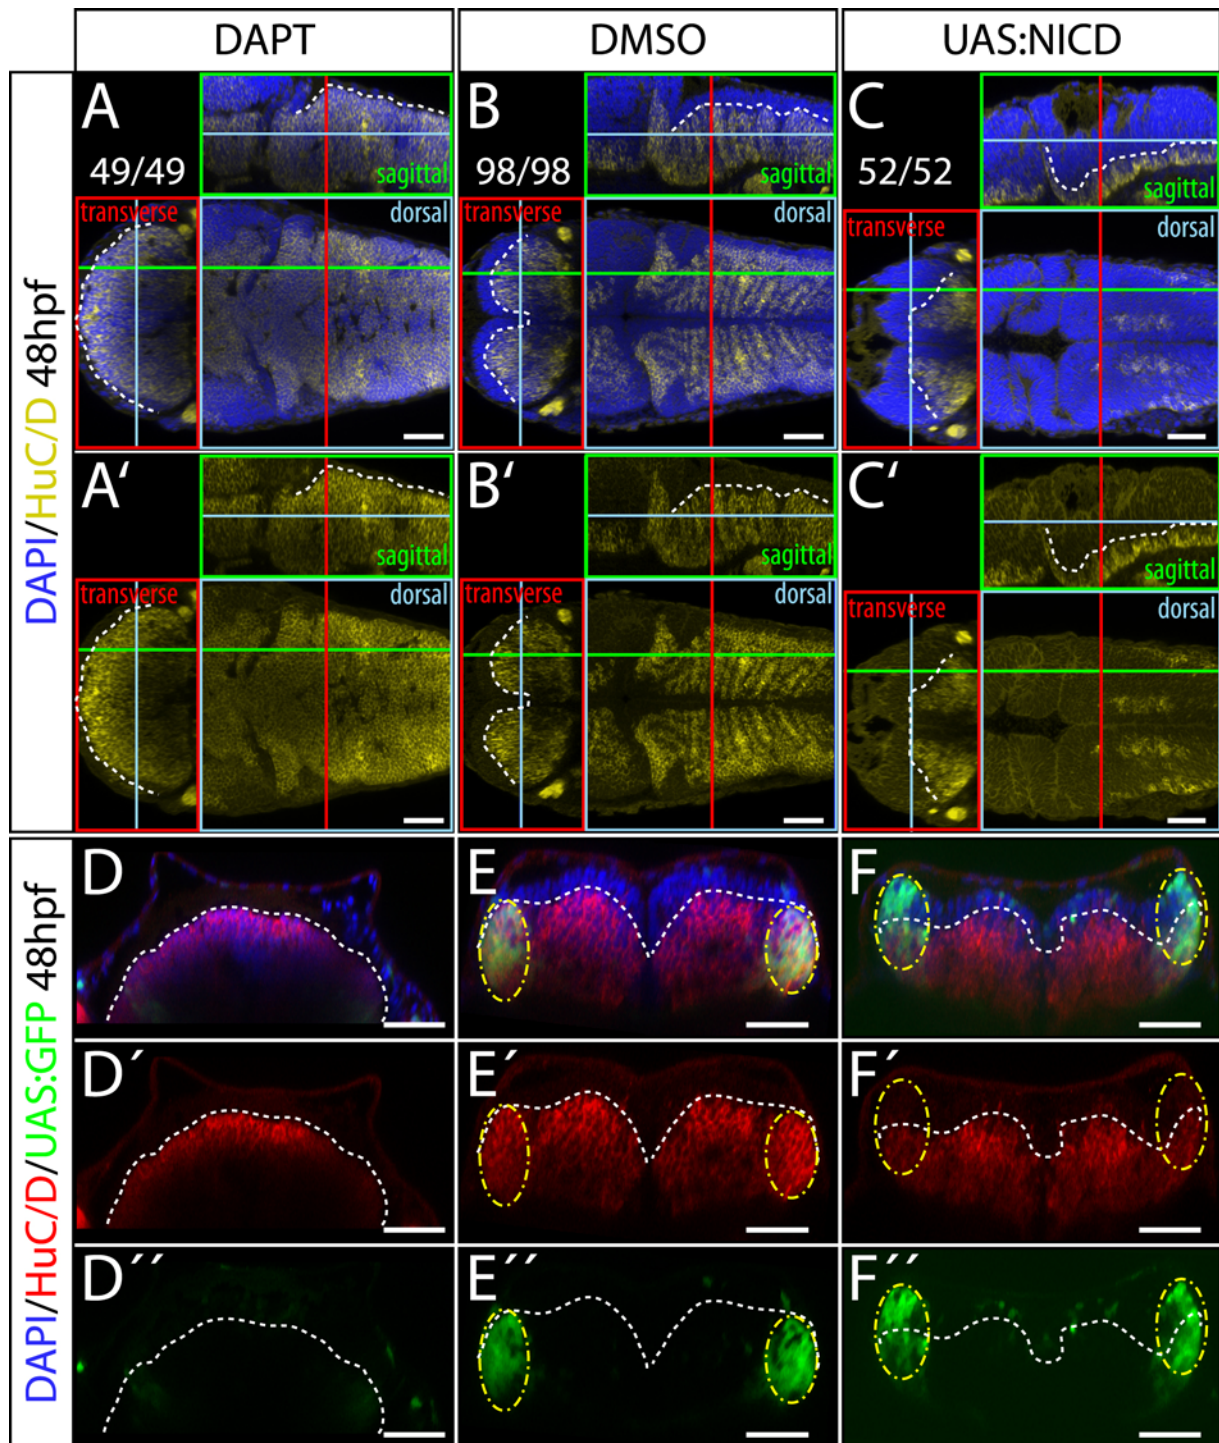 DAPT
DMSO
UAS:NICD
DAPI/HuC/D 48hpf
A
49/49
sagittal
transverse
dorsal
B
98/98
sagittal
transverse
dorsal
C
52/52
sagittal
transverse
dorsal
A'
sagittal
transverse
dorsal
B'
sagittal
transverse
dorsal
C'
sagittal
transverse
dorsal
DAPI/HuC/D/UAS:GFP 48hpf
D
E
F
D´
E´
F´
D´´
E´´
F´´